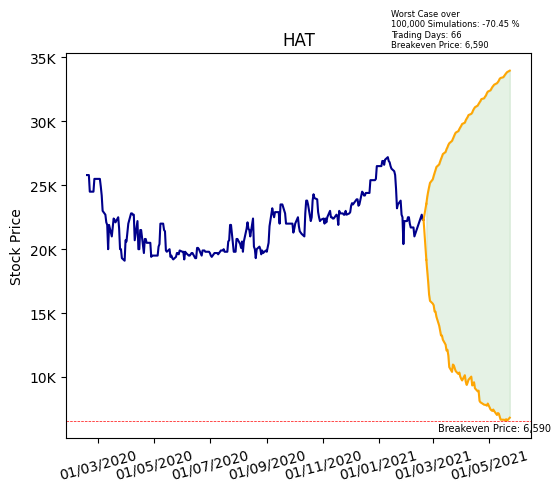 Worst Case over
100,000 Simulations: -70.45 %
Trading Days: 66
Breakeven Price: 6,590
HAT
35K
30K
25K
20K
15K
10K
Stock Price
Breakeven Price: 6,590
01/03/2020
01/05/2020
01/07/2020
01/09/2020
01/11/2020
01/01/2021
01/03/2021
01/05/2021